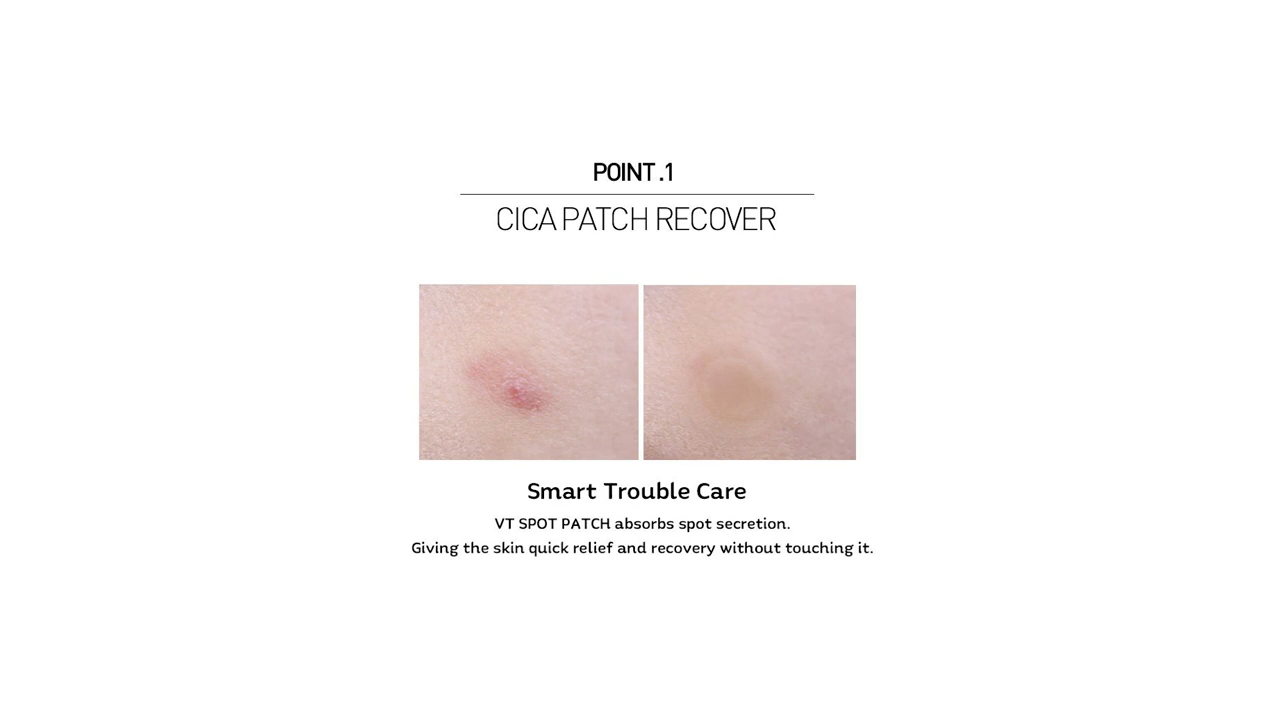 POINT.1
CICA PATCH RECOVER
Smart Trouble Care
VT SPOT PATCH absorbs spot secretion.
Giving the skin quick relief and recovery without touching it.